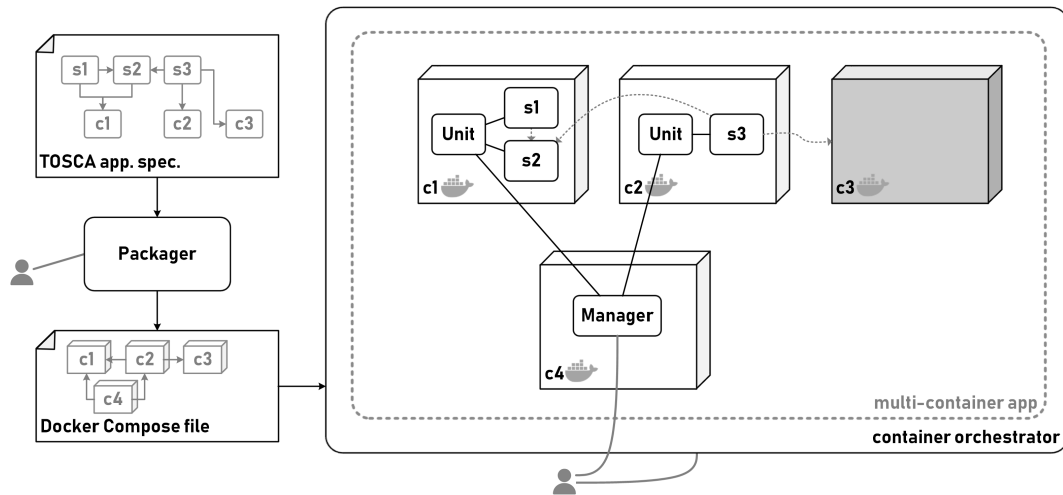 s1 s2 s3
c1 c2 c3
TOSCA app. spec.
Packager
c1 c2 c3
c4
Docker Compose file
s1
Unit
s2
c1
Unit s3
c2
c3
Manager
c4
multi-container app
container orchestrator